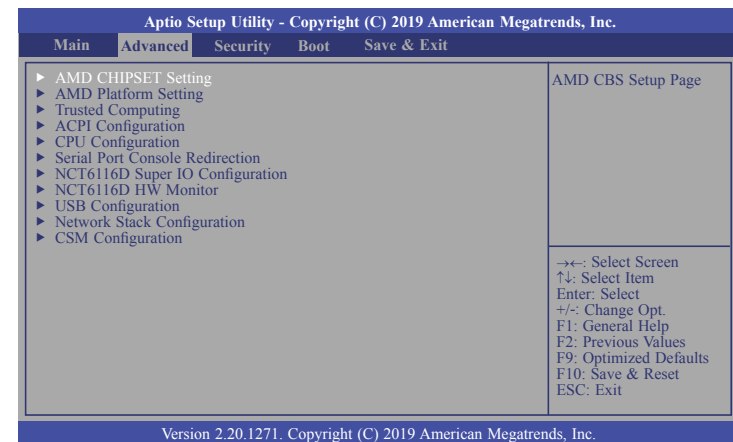 Aptio Setup Utility - Copyright (C) 2019 American Megatrends, Inc.
Main Advanced Security Boot Save & Exit
► AMD CHIPSET Setting
► AMD Platform Setting
► Trusted Computing
► ACPI Configuration
► CPU Configuration
► Serial Port Console Redirection
► NCT6116D Super IO Configuration
► NCT6116D HW Monitor
► USB Configuration
► Network Stack Configuration
► CSM Configuration
AMD CBS Setup Page
→←: Select Screen
↑↓: Select Item
Enter: Select
+/-: Change Opt.
F1: General Help
F2: Previous Values
F9: Optimized Defaults
F10: Save & Reset
ESC: Exit
Version 2.20.1271. Copyright (C) 2019 American Megatrends, Inc.